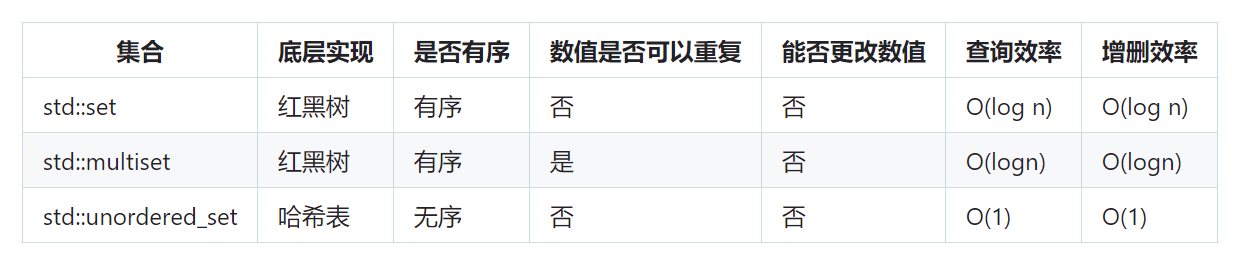 集合 底层实现 是否有序 数值是否可以重复 能否更改数值 查询效率 增删效率
std::set 红黑树 有序 否 否 O(log n) O(log n)
std::multiset 红黑树 有序 是 否 O(logn) O(logn)
std::unordered_set 哈希表 无序 否 否 O(1) O(1)